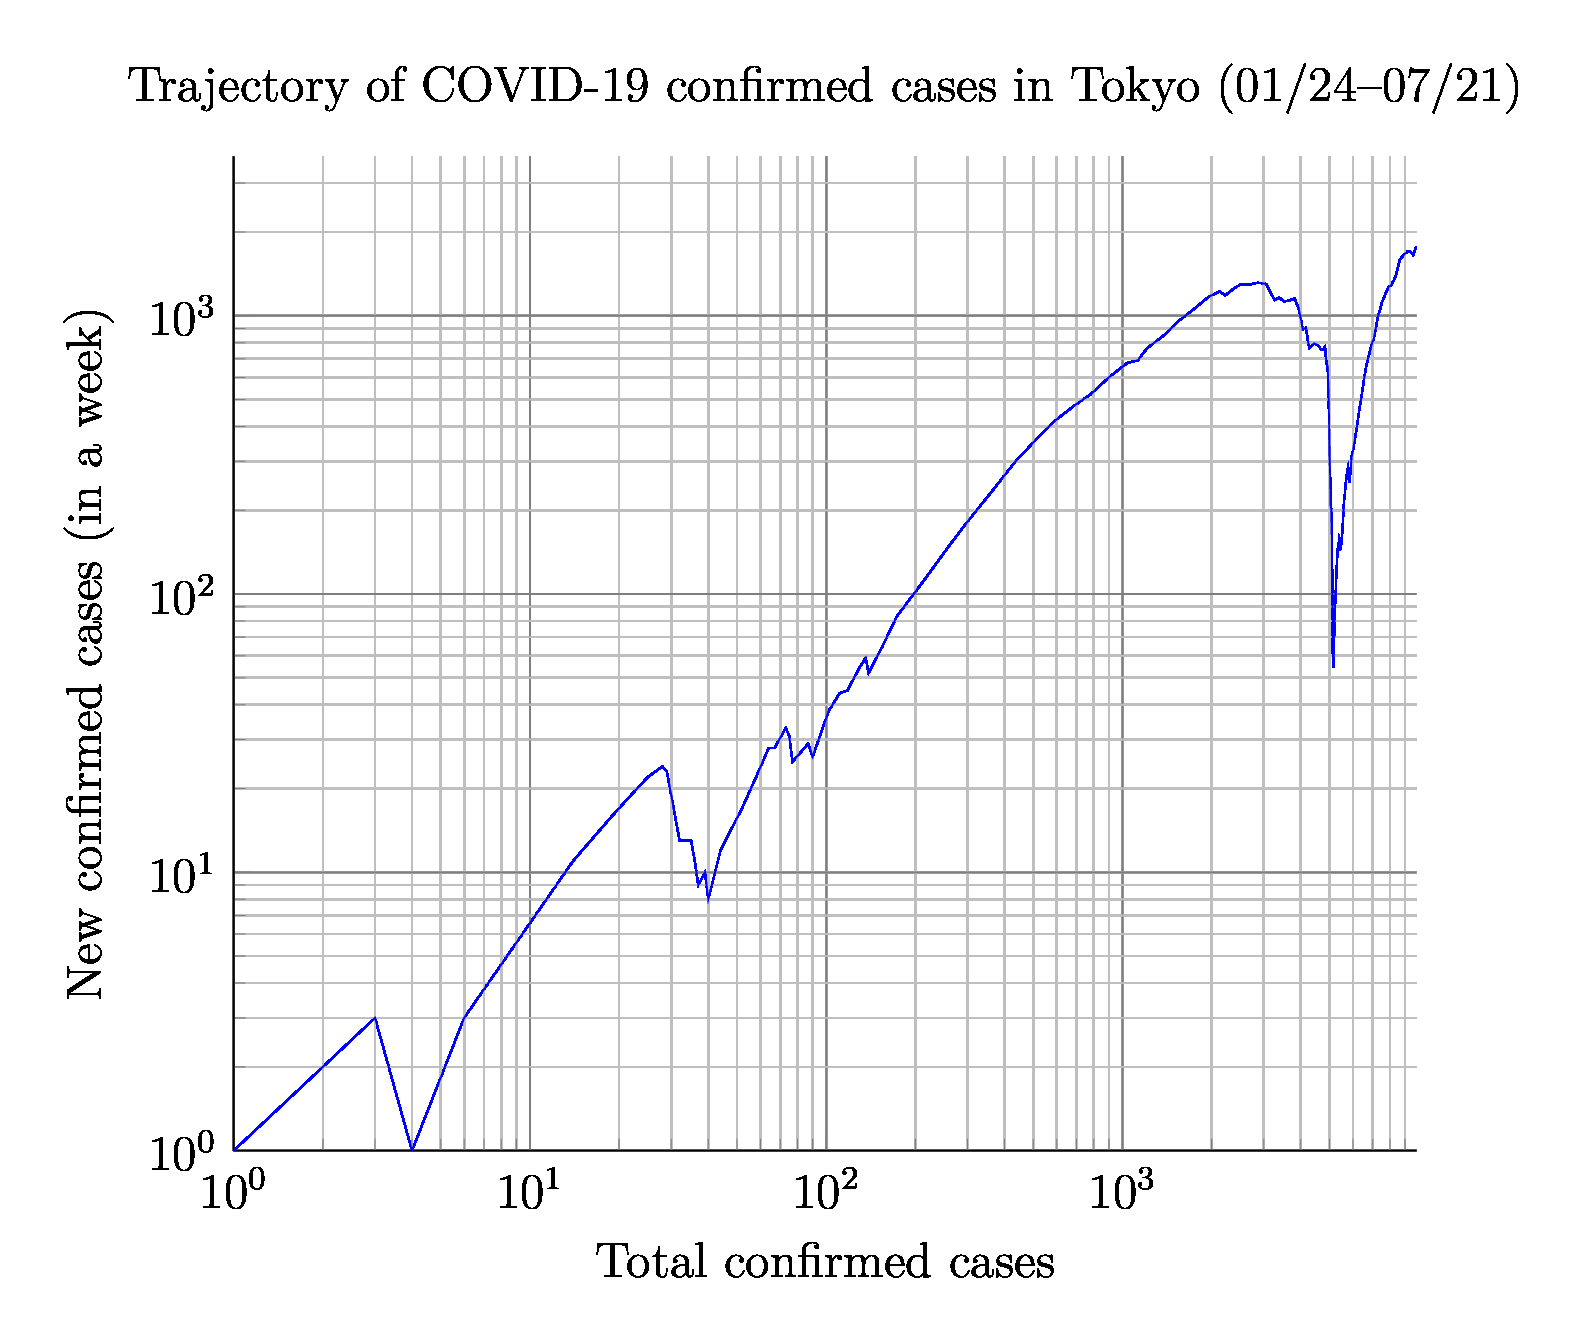 Trajectory of COVID-19 confirmed cases in Tokyo (01/24–07/21)
New confirmed cases (in a week)
10³
10²
10¹
10⁰
10⁰ 10¹ 10² 10³
Total confirmed cases